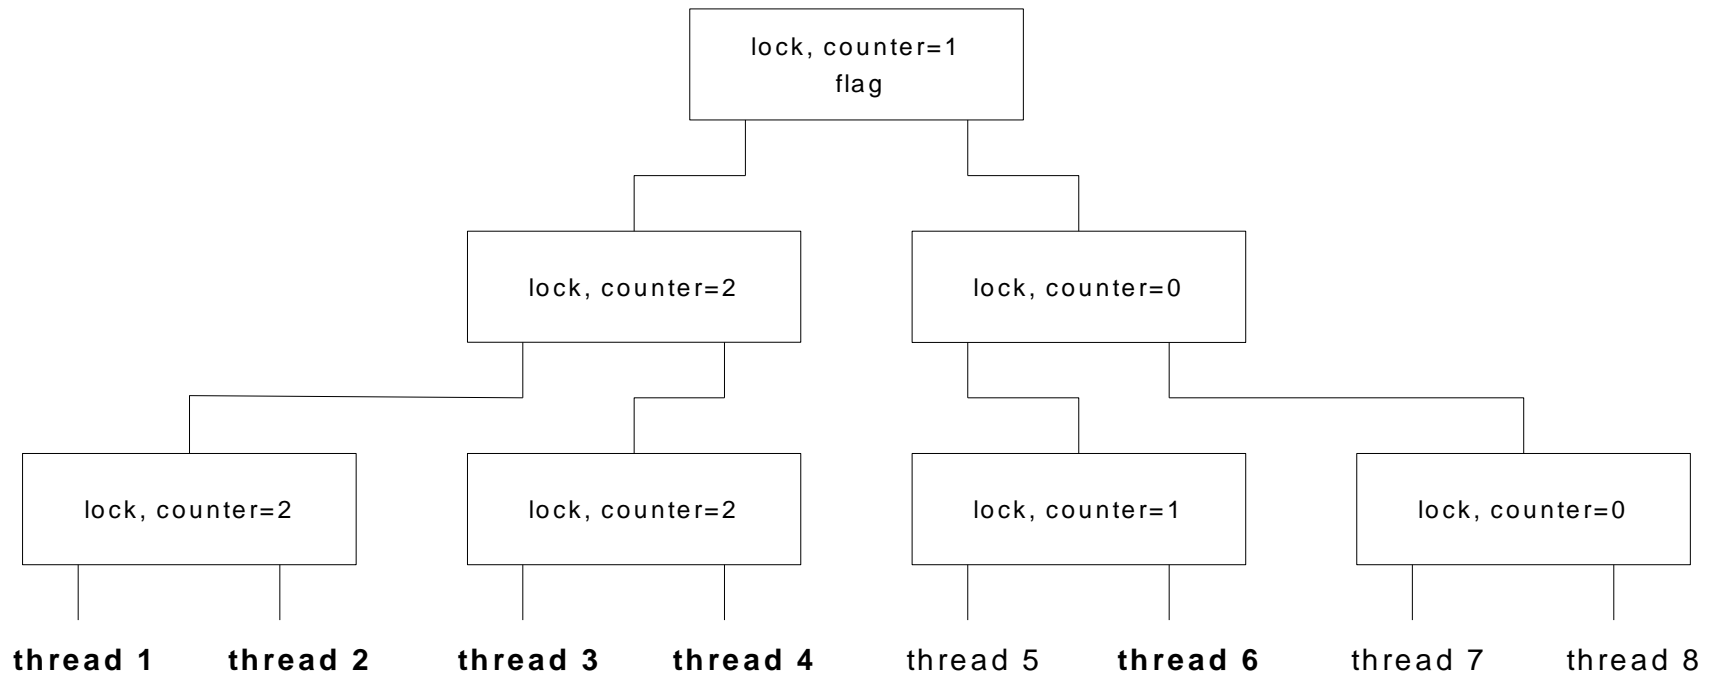 lock, counter=1
flag
lock, counter=2
lock, counter=0
lock, counter=2
lock, counter=2
lock, counter=1
lock, counter=0
thread 1
thread 2
thread 3
thread 4
thread 5
thread 6
thread 7
thread 8